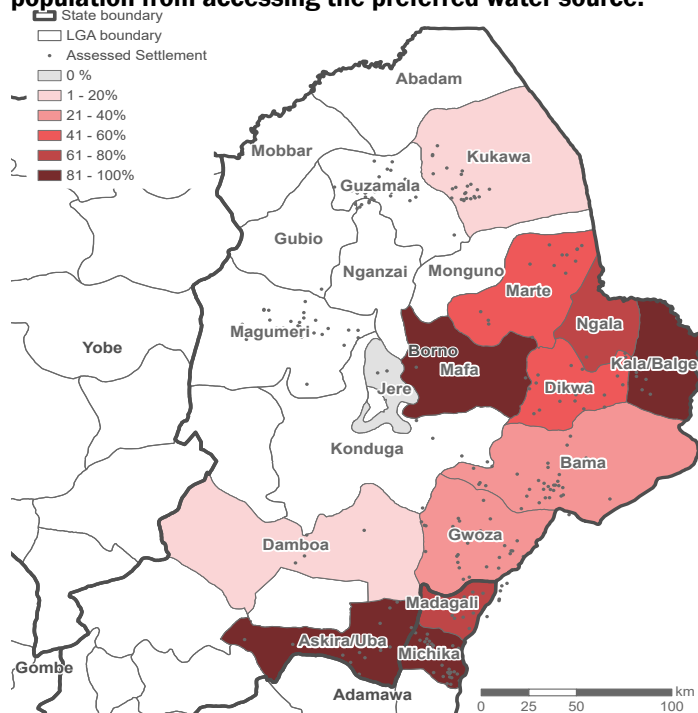 population from accessing the preferred water source.
State boundary
LGA boundary
Assessed Settlement
0 %
1 - 20%
21 - 40%
41 - 60%
61 - 80%
81 - 100%
Abadam
Mobbar
Kukawa
Guzamala
Gubio
Nganzai
Monguno
Marte
Magumeri
Ngala
Yobe
Borno
Mafa
Kala/Balge
Jere
Dikwa
Konduga
Bama
Damboa
Gwoza
Madagali
Askira/Uba
Michika
Gombe
Adamawa
km
0 25 50 100